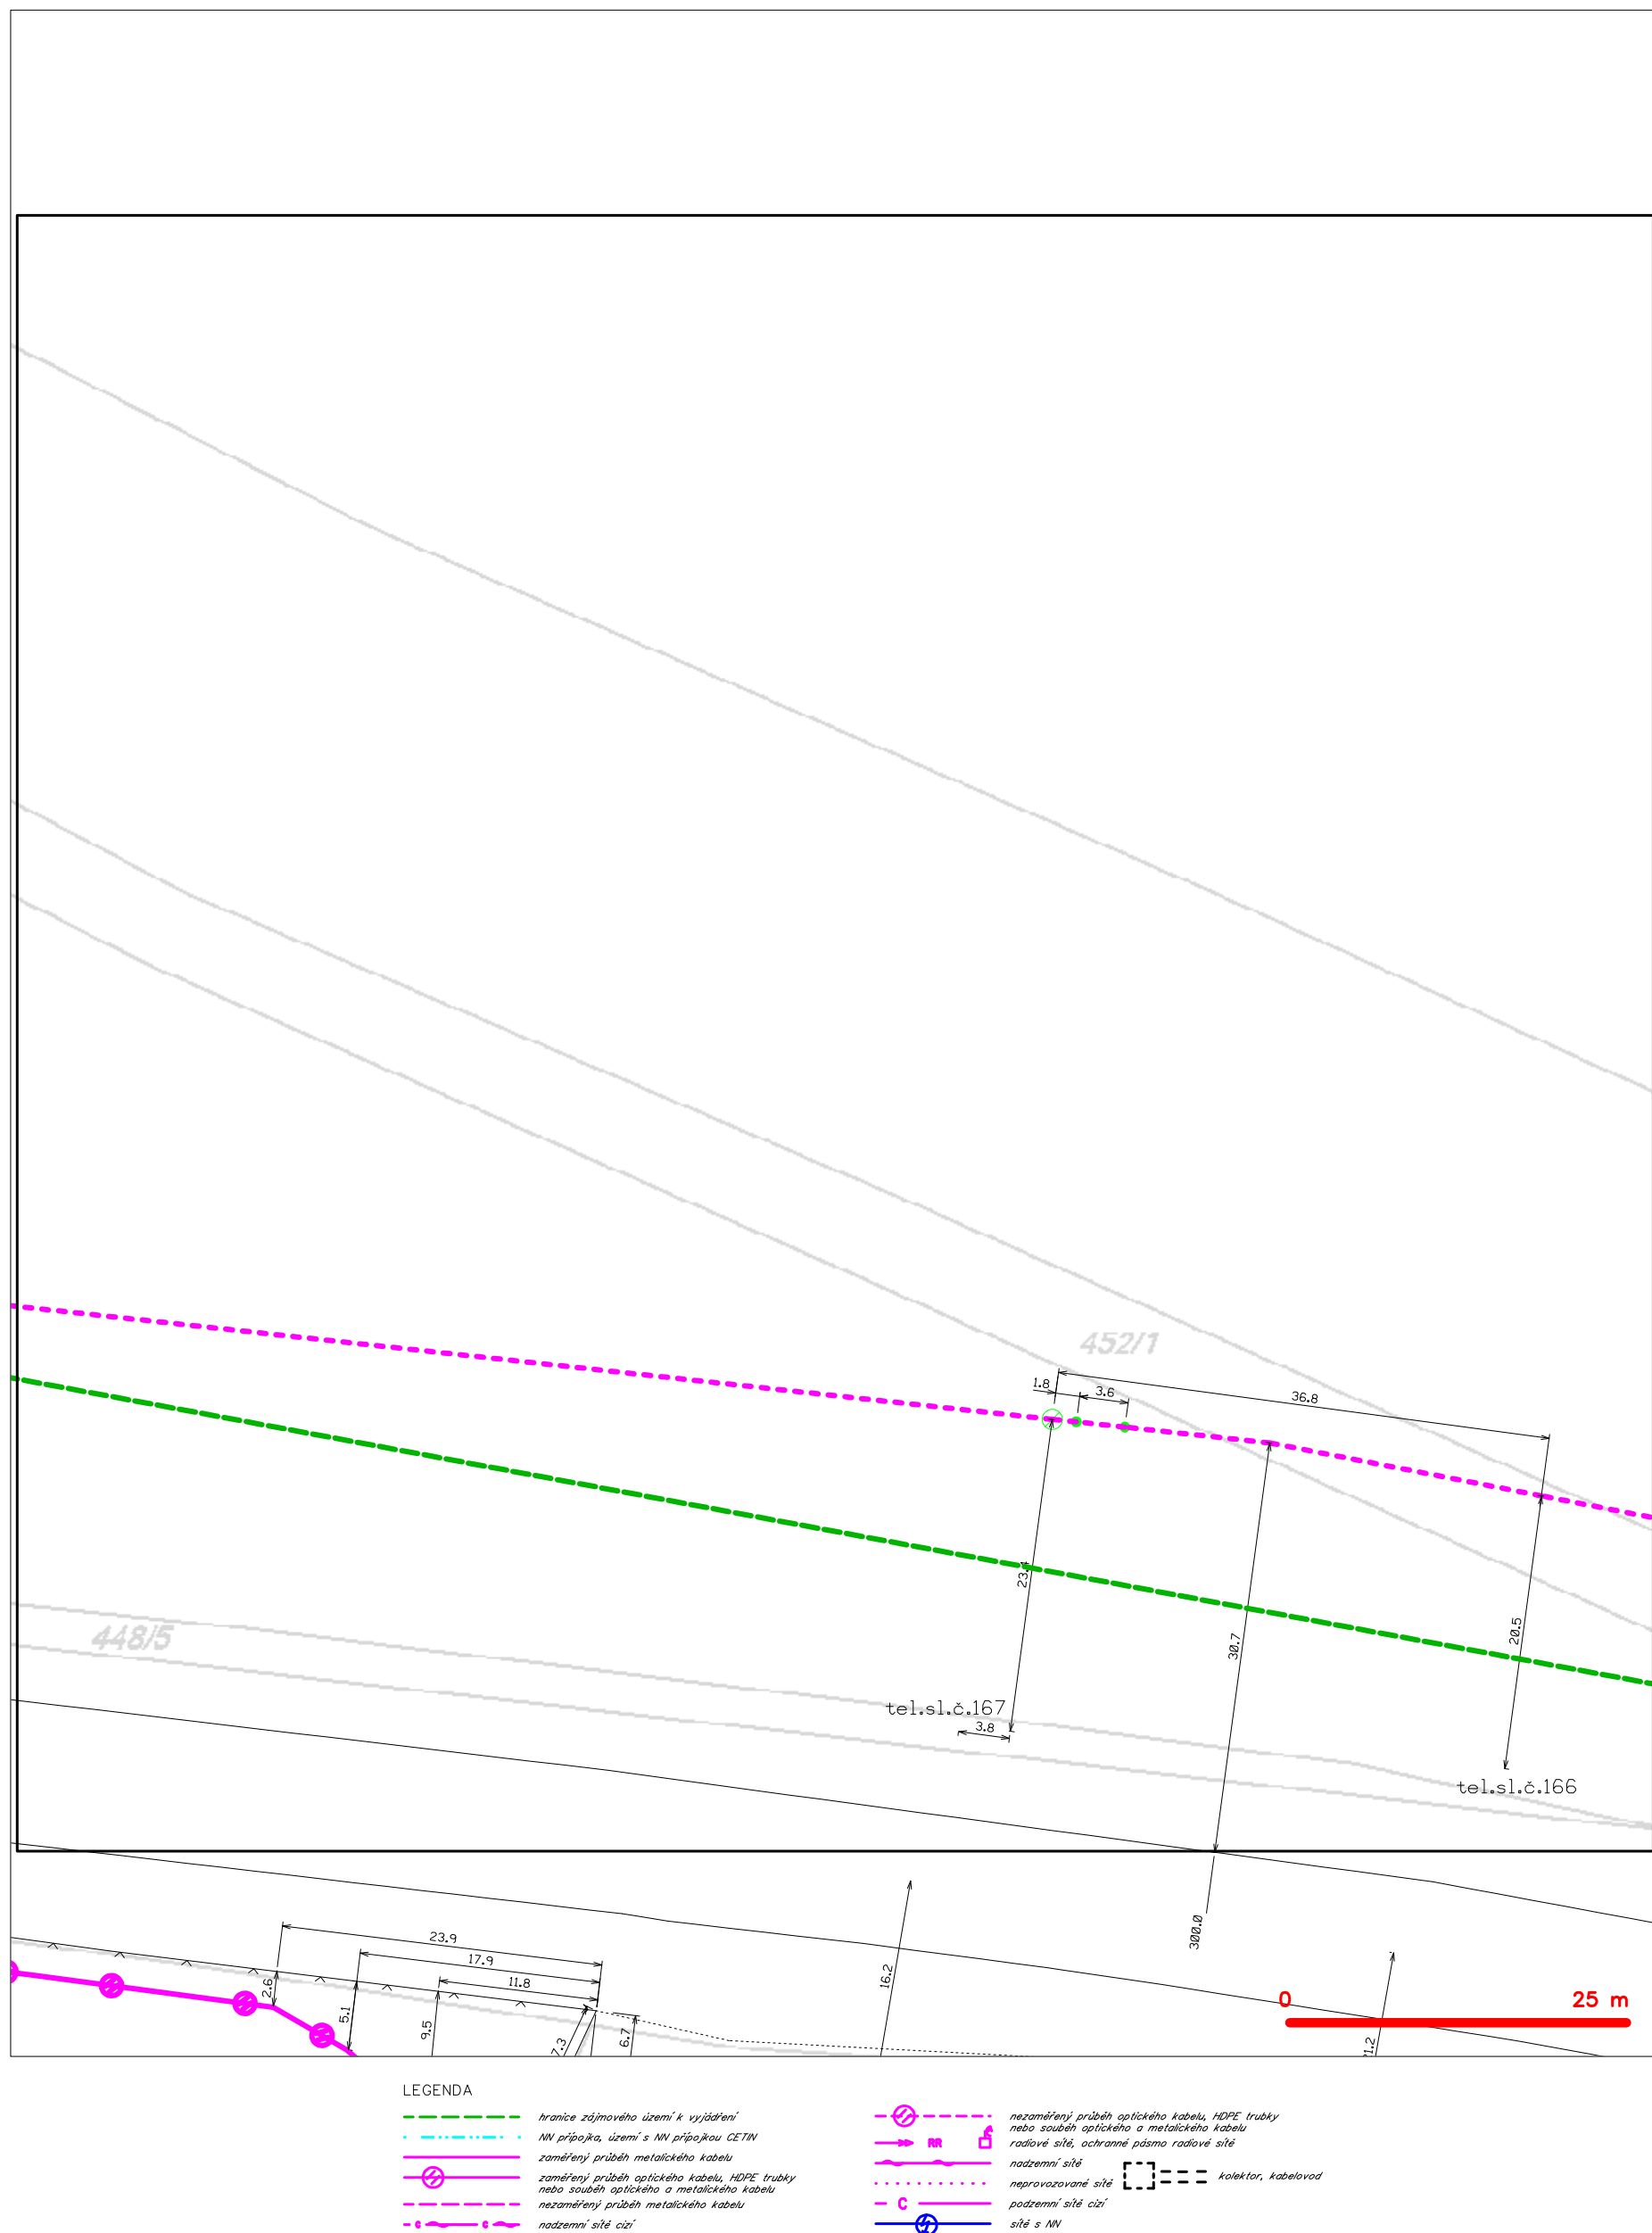 452/1
1.8
3.6
36.8
448/5
30.7
20.5
tel.sl.č.167
3.8
tel.sl.č.166
300.0
23.9
17.9
11.8
2.6
5.1
9.5
7.3
6.7
16.2
0 25 m
LEGENDA
hranice zájmového území k vyjádření
NN přípojka, území s NN přípojkou CETIN
zaměřený průběh metalického kabelu
zaměřený průběh optického kabelu, HDPE trubky
nebo souběh optického a metalického kabelu
nezaměřený průběh metalického kabelu
nadzemní sítě cizí
nezaměřený průběh optického kabelu, HDPE trubky
nebo souběh optického a metalického kabelu
RR radiové sítě, ochranné pásmo radiové sítě
nadzemní sítě
neprovozované sítě
C podzemní sítě cizí
sítě s NN
kolektor, kabelovod